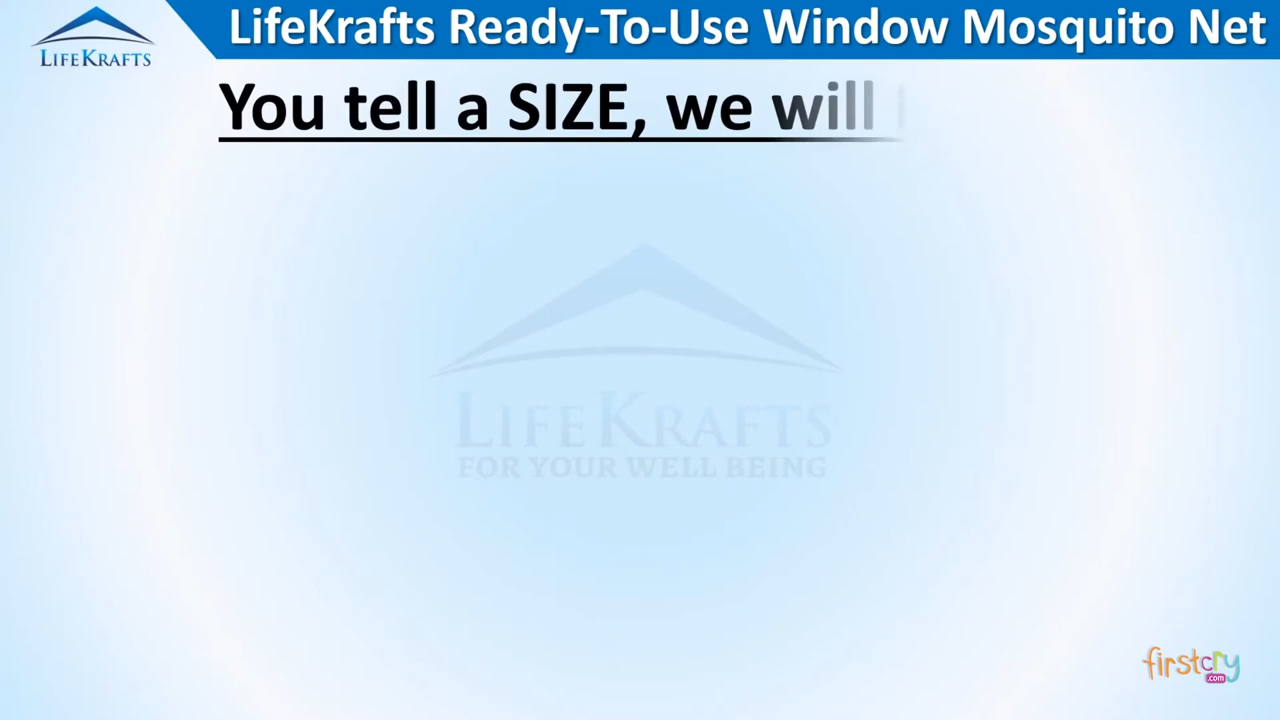 LifeKrafts Ready-To-Use Window Mosquito Net
LIFEKRAFTS
You tell a SIZE, we will
LIFEKRAFTS
FOR YOUR WELL BEING
firstcry
.com